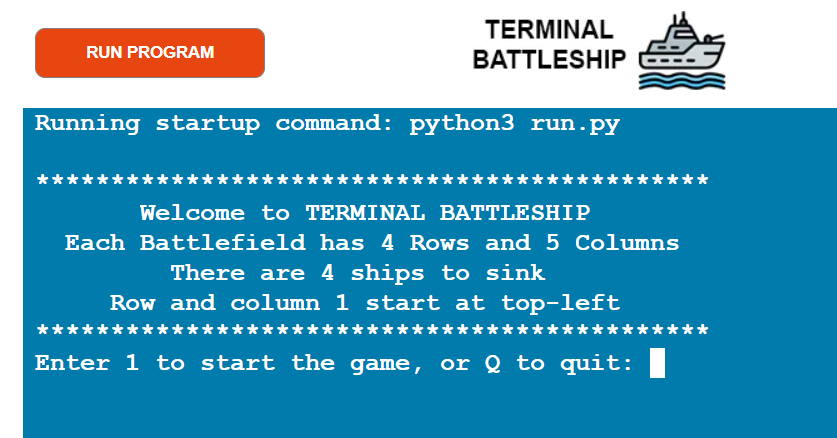 RUN PROGRAM
TERMINAL
BATTLESHIP
Running startup command: python3 run.py
*********************************************
Welcome to TERMINAL BATTLESHIP
Each Battlefield has 4 Rows and 5 Columns
There are 4 ships to sink
Row and column 1 start at top-left
*********************************************
Enter 1 to start the game, or Q to quit: